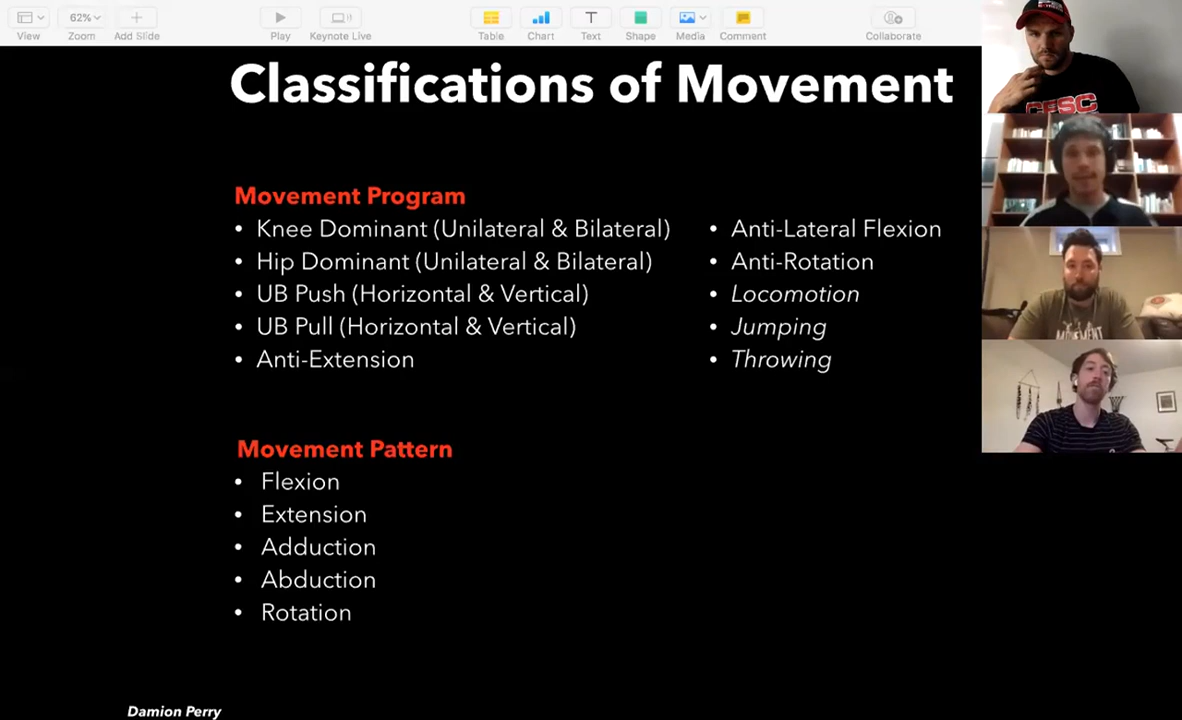 View
62%
Zoom
Add Slide
Play
Keynote Live
Table
Chart
Text
Shape
Media
Comment
Collaborate
Classifications of Movement
Movement Program
• Knee Dominant (Unilateral & Bilateral)
• Hip Dominant (Unilateral & Bilateral)
• UB Push (Horizontal & Vertical)
• UB Pull (Horizontal & Vertical)
• Anti-Extension
• Anti-Lateral Flexion
• Anti-Rotation
• Locomotion
• Jumping
• Throwing
Movement Pattern
• Flexion
• Extension
• Adduction
• Abduction
• Rotation
Damion Perry
CFSC
MOVEMENT